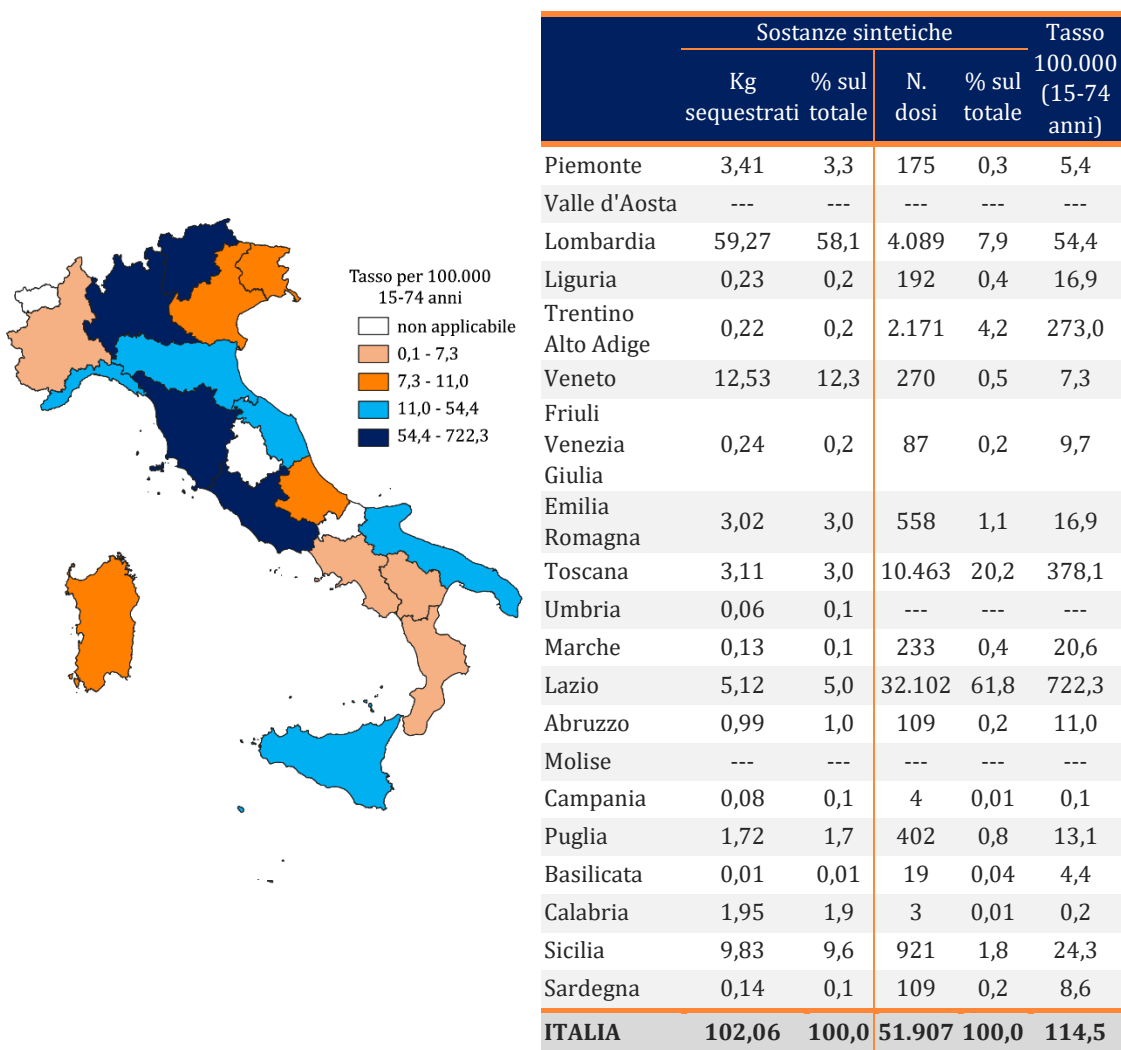 Tasso per 100.000
15-74 anni
non applicabile
0,1 - 7,3
7,3 - 11,0
11,0 - 54,4
54,4 - 722,3
Sostanze sintetiche Tasso 100.000 (15-74 anni)
Kg sequestrati % sul totale N. dosi % sul totale
Piemonte 3,41 3,3 175 0,3 5,4
Valle d'Aosta --- --- --- --- ---
Lombardia 59,27 58,1 4.089 7,9 54,4
Liguria 0,23 0,2 192 0,4 16,9
Trentino Alto Adige 0,22 0,2 2.171 4,2 273,0
Veneto 12,53 12,3 270 0,5 7,3
Friuli Venezia Giulia 0,24 0,2 87 0,2 9,7
Emilia Romagna 3,02 3,0 558 1,1 16,9
Toscana 3,11 3,0 10.463 20,2 378,1
Umbria 0,06 0,1 --- --- ---
Marche 0,13 0,1 233 0,4 20,6
Lazio 5,12 5,0 32.102 61,8 722,3
Abruzzo 0,99 1,0 109 0,2 11,0
Molise --- --- --- --- ---
Campania 0,08 0,1 4 0,01 0,1
Puglia 1,72 1,7 402 0,8 13,1
Basilicata 0,01 0,01 19 0,04 4,4
Calabria 1,95 1,9 3 0,01 0,2
Sicilia 9,83 9,6 921 1,8 24,3
Sardegna 0,14 0,1 109 0,2 8,6
ITALIA 102,06 100,0 51.907 100,0 114,5